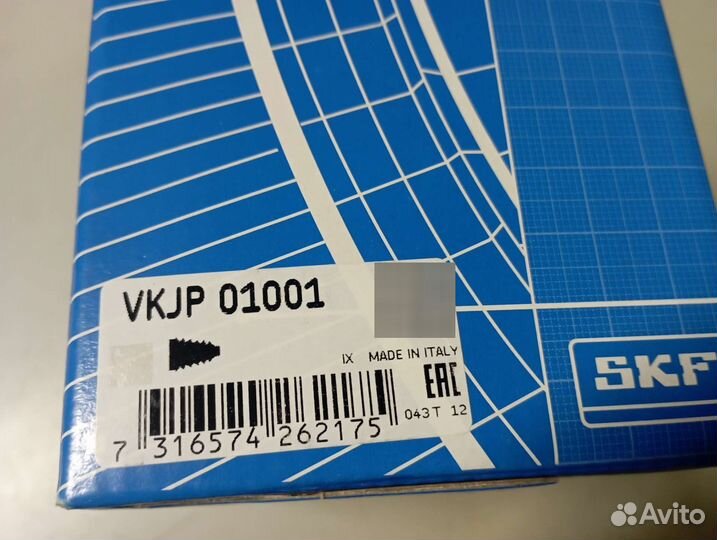 VKJP 01001
IX MADE IN ITALY
EAC
043T 12
7 316574 262175
SKF
Avito